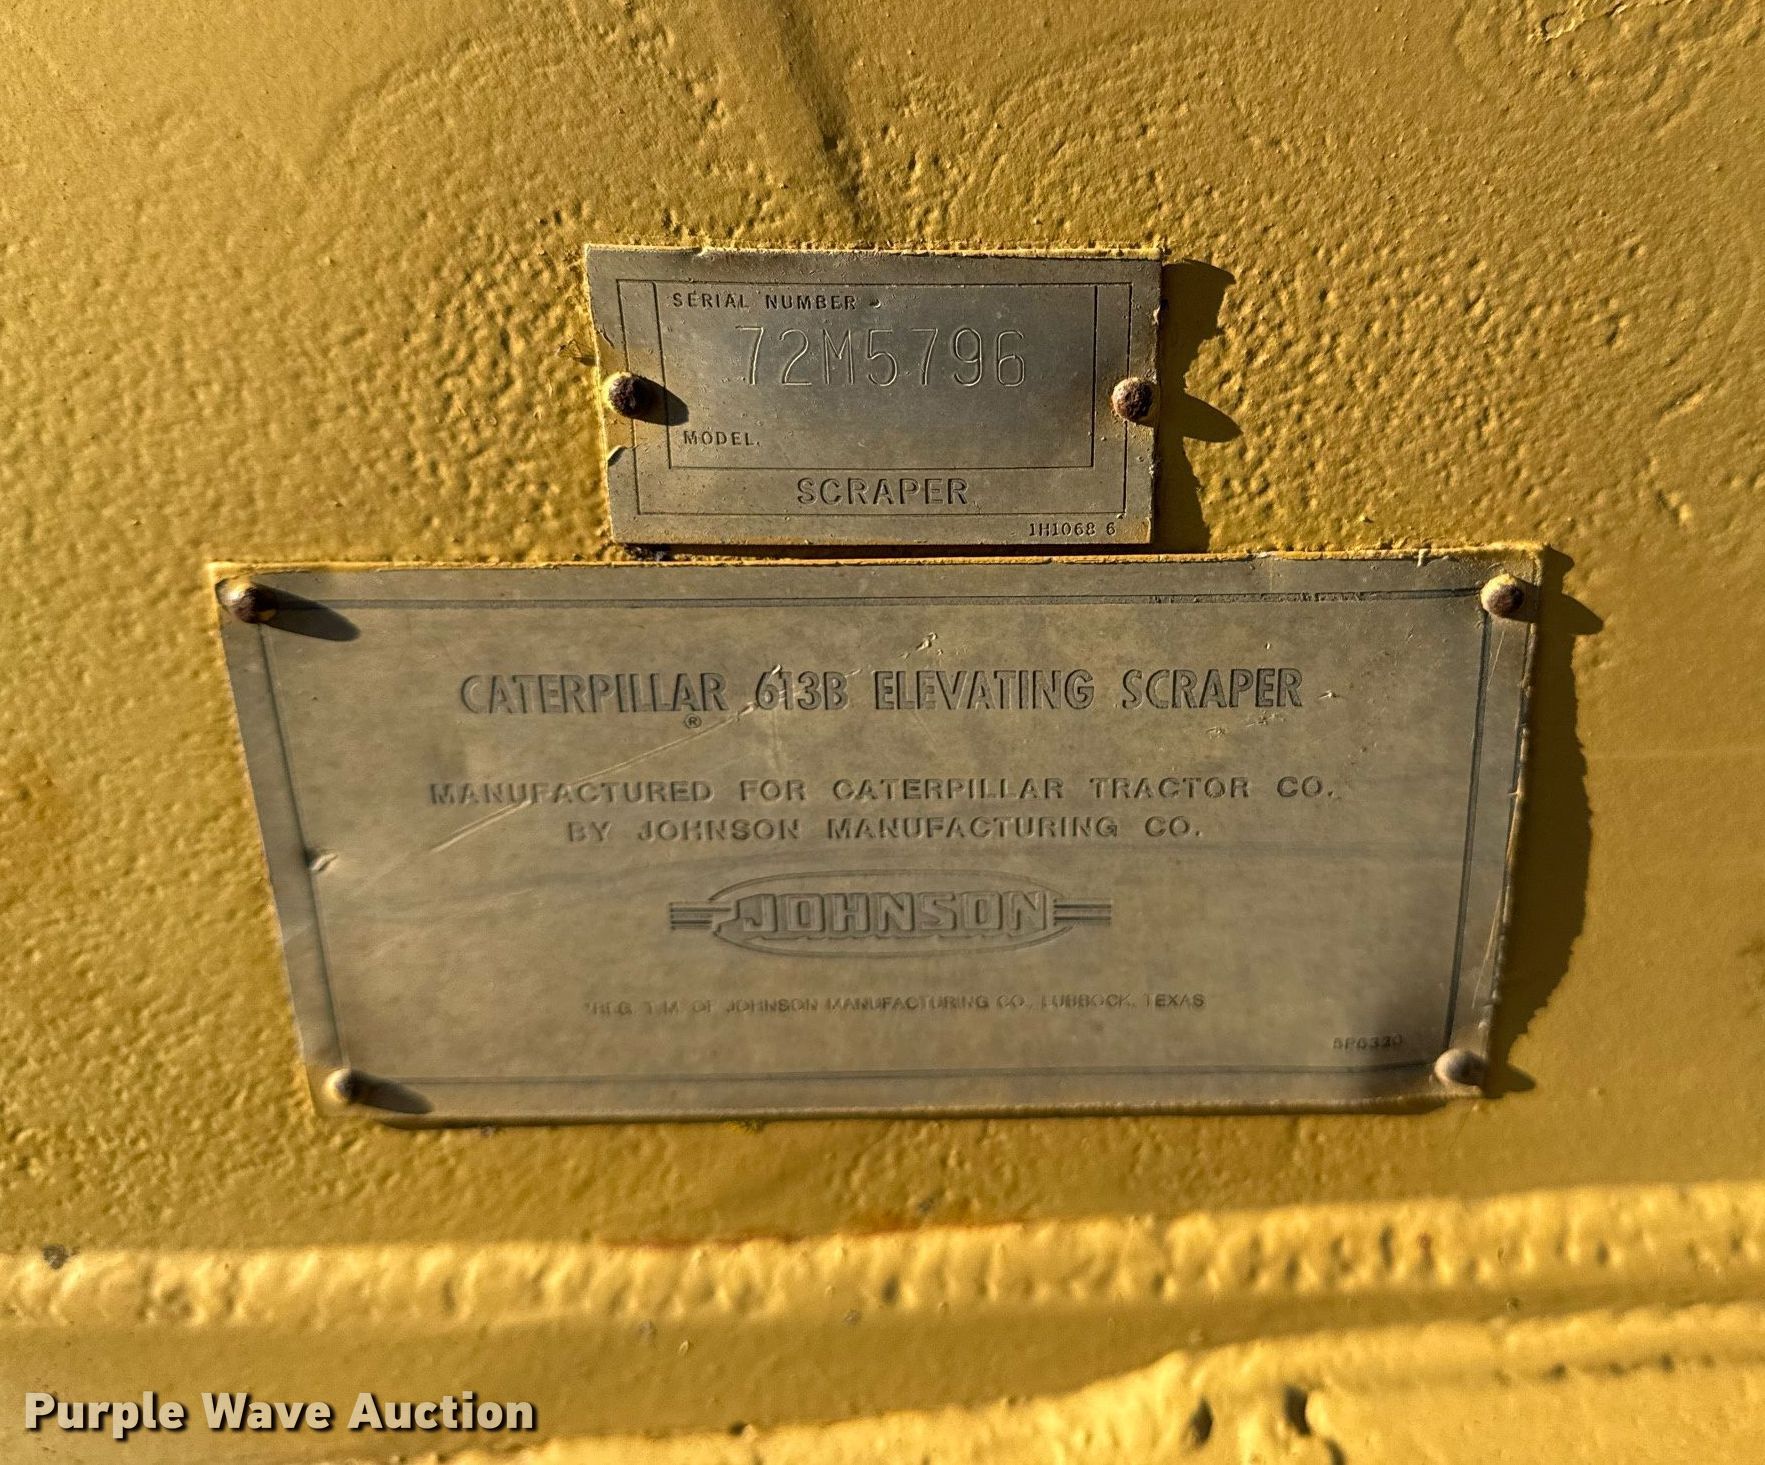 SERIAL NUMBER
72M5796
MODEL.
SCRAPER
1H1068 6
CATERPILLAR 613B ELEVATING SCRAPER
®
MANUFACTURED FOR CATERPILLAR TRACTOR CO.
BY JOHNSON MANUFACTURING CO.
JOHNSON
*REG. T.M. OF JOHNSON MANUFACTURING CO., LUBBOCK, TEXAS
Purple Wave Auction